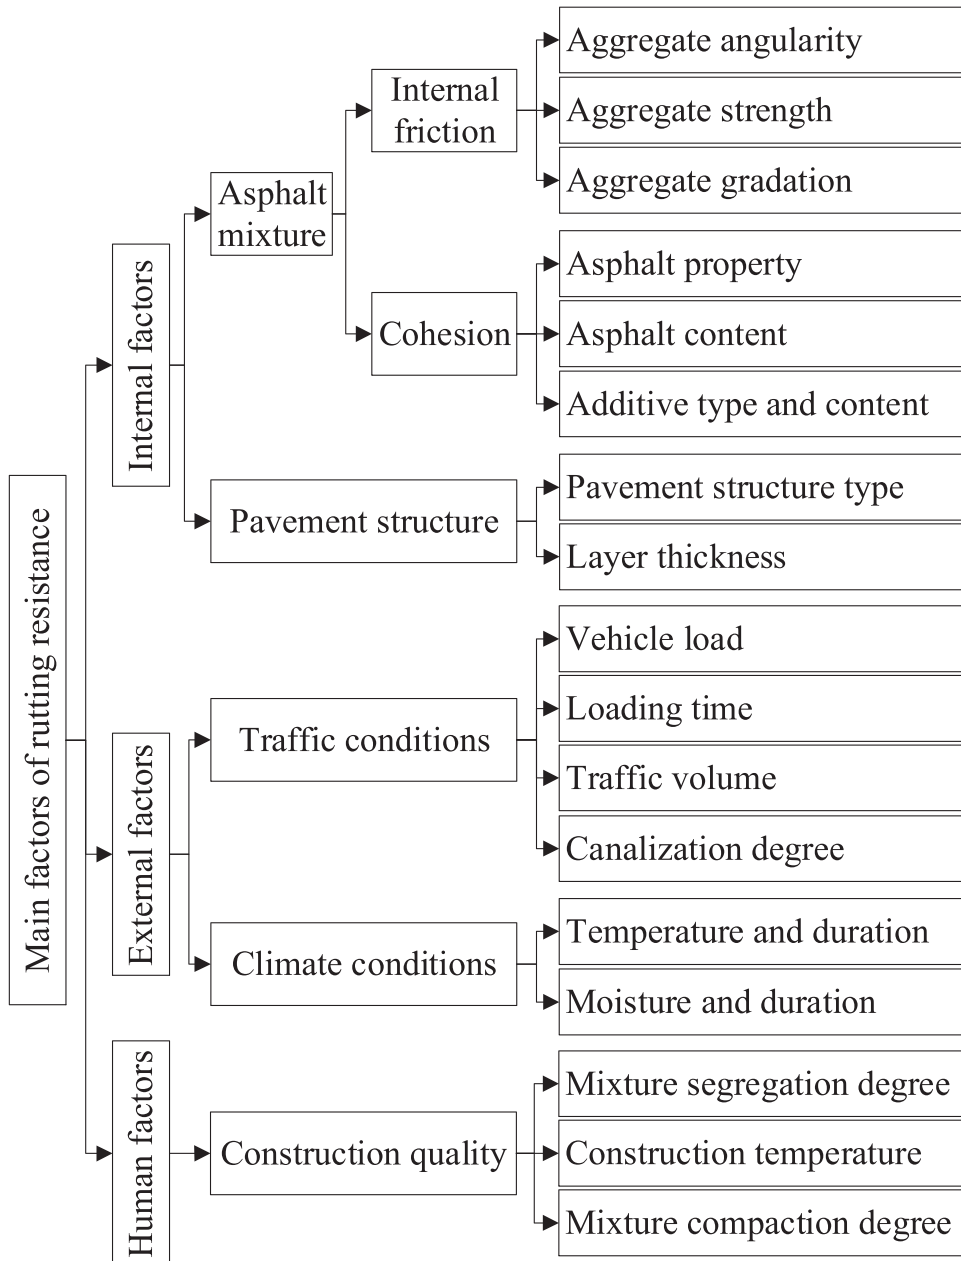 Main factors of rutting resistance
Internal factors
Asphalt
mixture
Internal
friction
Aggregate angularity
Aggregate strength
Aggregate gradation
Cohesion
Asphalt property
Asphalt content
Additive type and content
Pavement structure
Pavement structure type
Layer thickness
External factors
Traffic conditions
Vehicle load
Loading time
Traffic volume
Canalization degree
Climate conditions
Temperature and duration
Moisture and duration
Human factors
Construction quality
Mixture segregation degree
Construction temperature
Mixture compaction degree